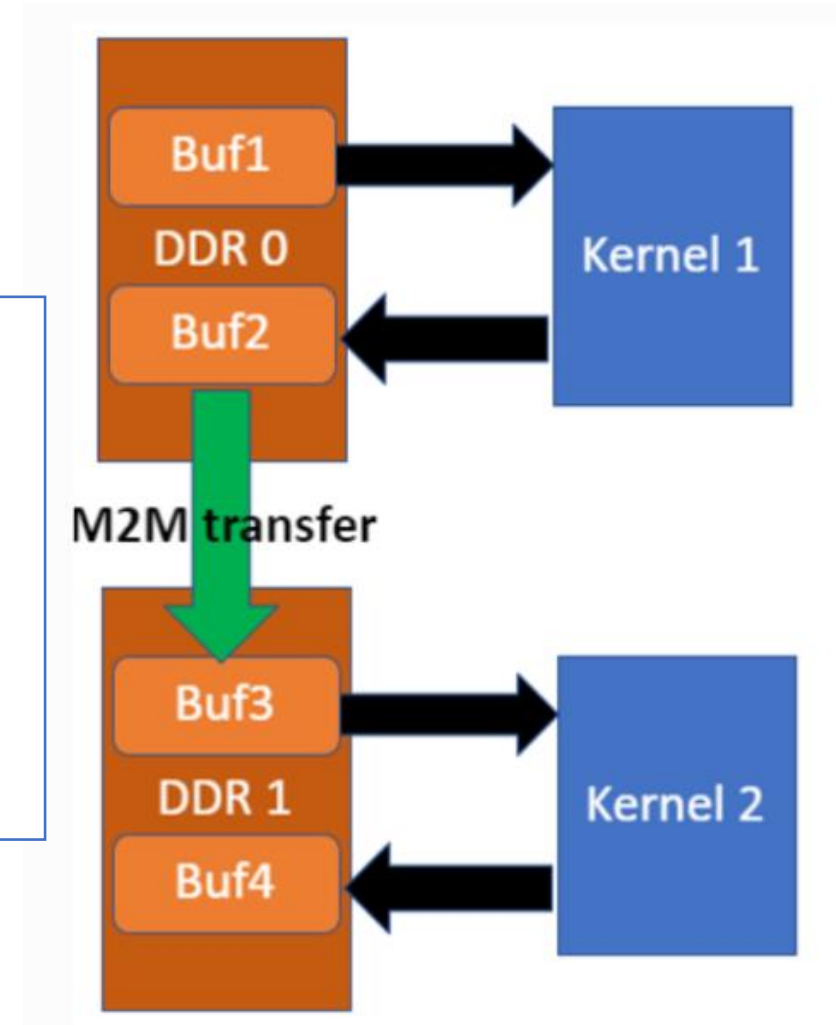 Buf1
DDR 0
Kernel 1
Buf2
M2M transfer
Buf3
DDR 1
Kernel 2
Buf4